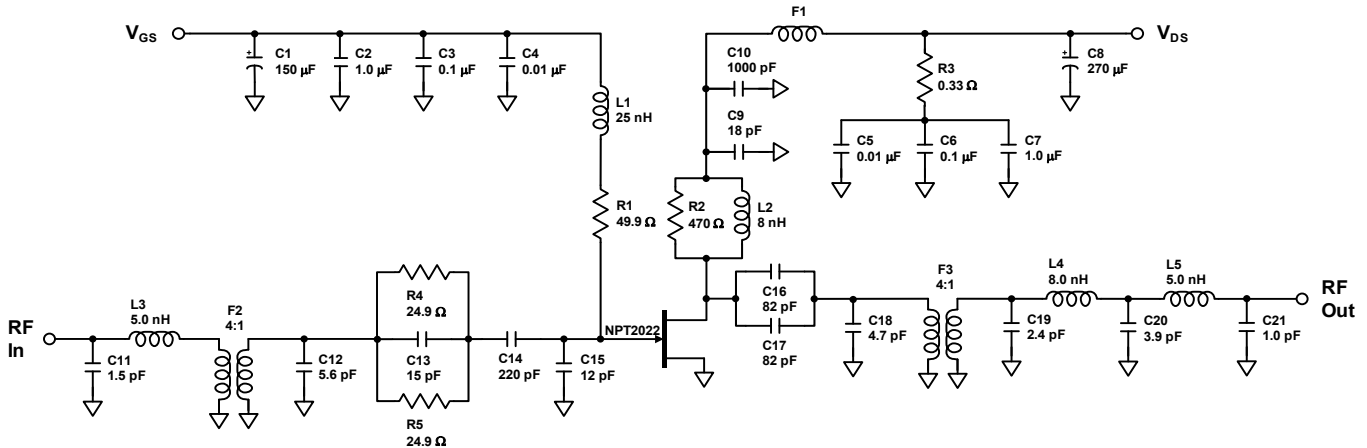 V_GS
C1
150 µF
C2
1.0 µF
C3
0.1 µF
C4
0.01 µF
L1
25 nH
R1
49.9 Ω
F1
V_DS
C10
1000 pF
C9
18 pF
R3
0.33 Ω
C8
270 µF
C5
0.01 µF
C6
0.1 µF
C7
1.0 µF
R2
470 Ω
L2
8 nH
RF
In
L3
5.0 nH
C11
1.5 pF
F2
4:1
C12
5.6 pF
R4
24.9 Ω
C13
15 pF
R5
24.9 Ω
C14
220 pF
C15
12 pF
NPT2022
C16
82 pF
C17
82 pF
C18
4.7 pF
F3
4:1
C19
2.4 pF
L4
8.0 nH
C20
3.9 pF
L5
5.0 nH
C21
1.0 pF
RF
Out
+
+